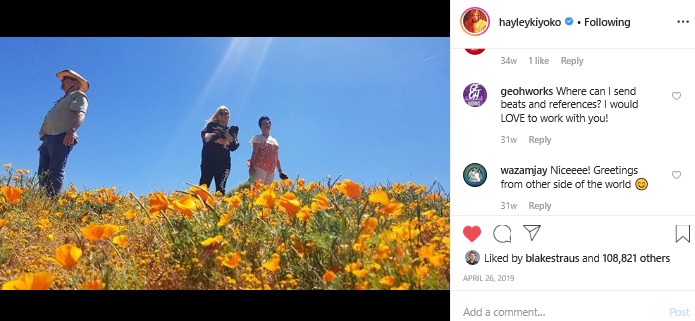 hayleykiyoko • Following
34w 1 like Reply
geohworks Where can I send
beats and references? I would
LOVE to work with you!
31w Reply
wazamjay Niceeee! Greetings
from other side of the world 😊
31w Reply
Liked by blakestraus and 108,821 others
APRIL 26, 2019
Add a comment... Post